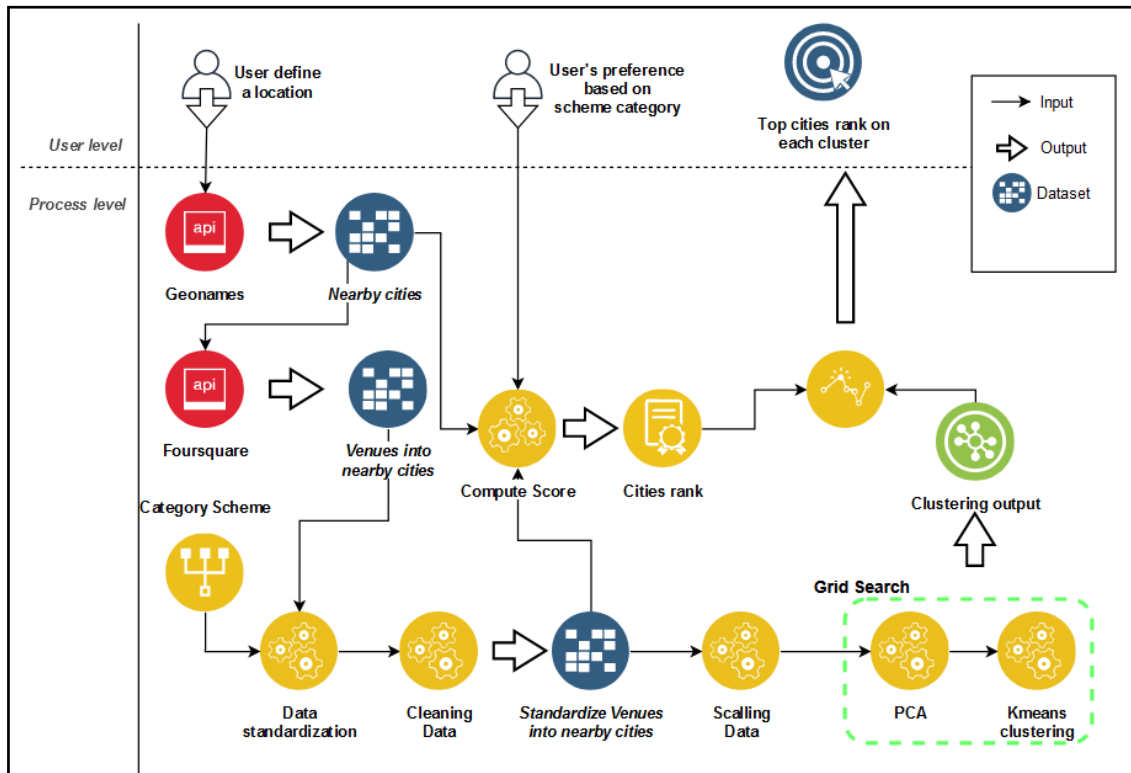 User define
a location
User's preference
based on
scheme category
Top cities rank on
each cluster
Input
Output
Dataset
User level
Process level
api
Geonames
Nearby cities
api
Foursquare
Venues into
nearby cities
Compute Score
Cities rank
Category Scheme
Clustering output
Grid Search
Data
standardization
Cleaning
Data
Standardize Venues
into nearby cities
Scalling
Data
PCA
Kmeans
clustering